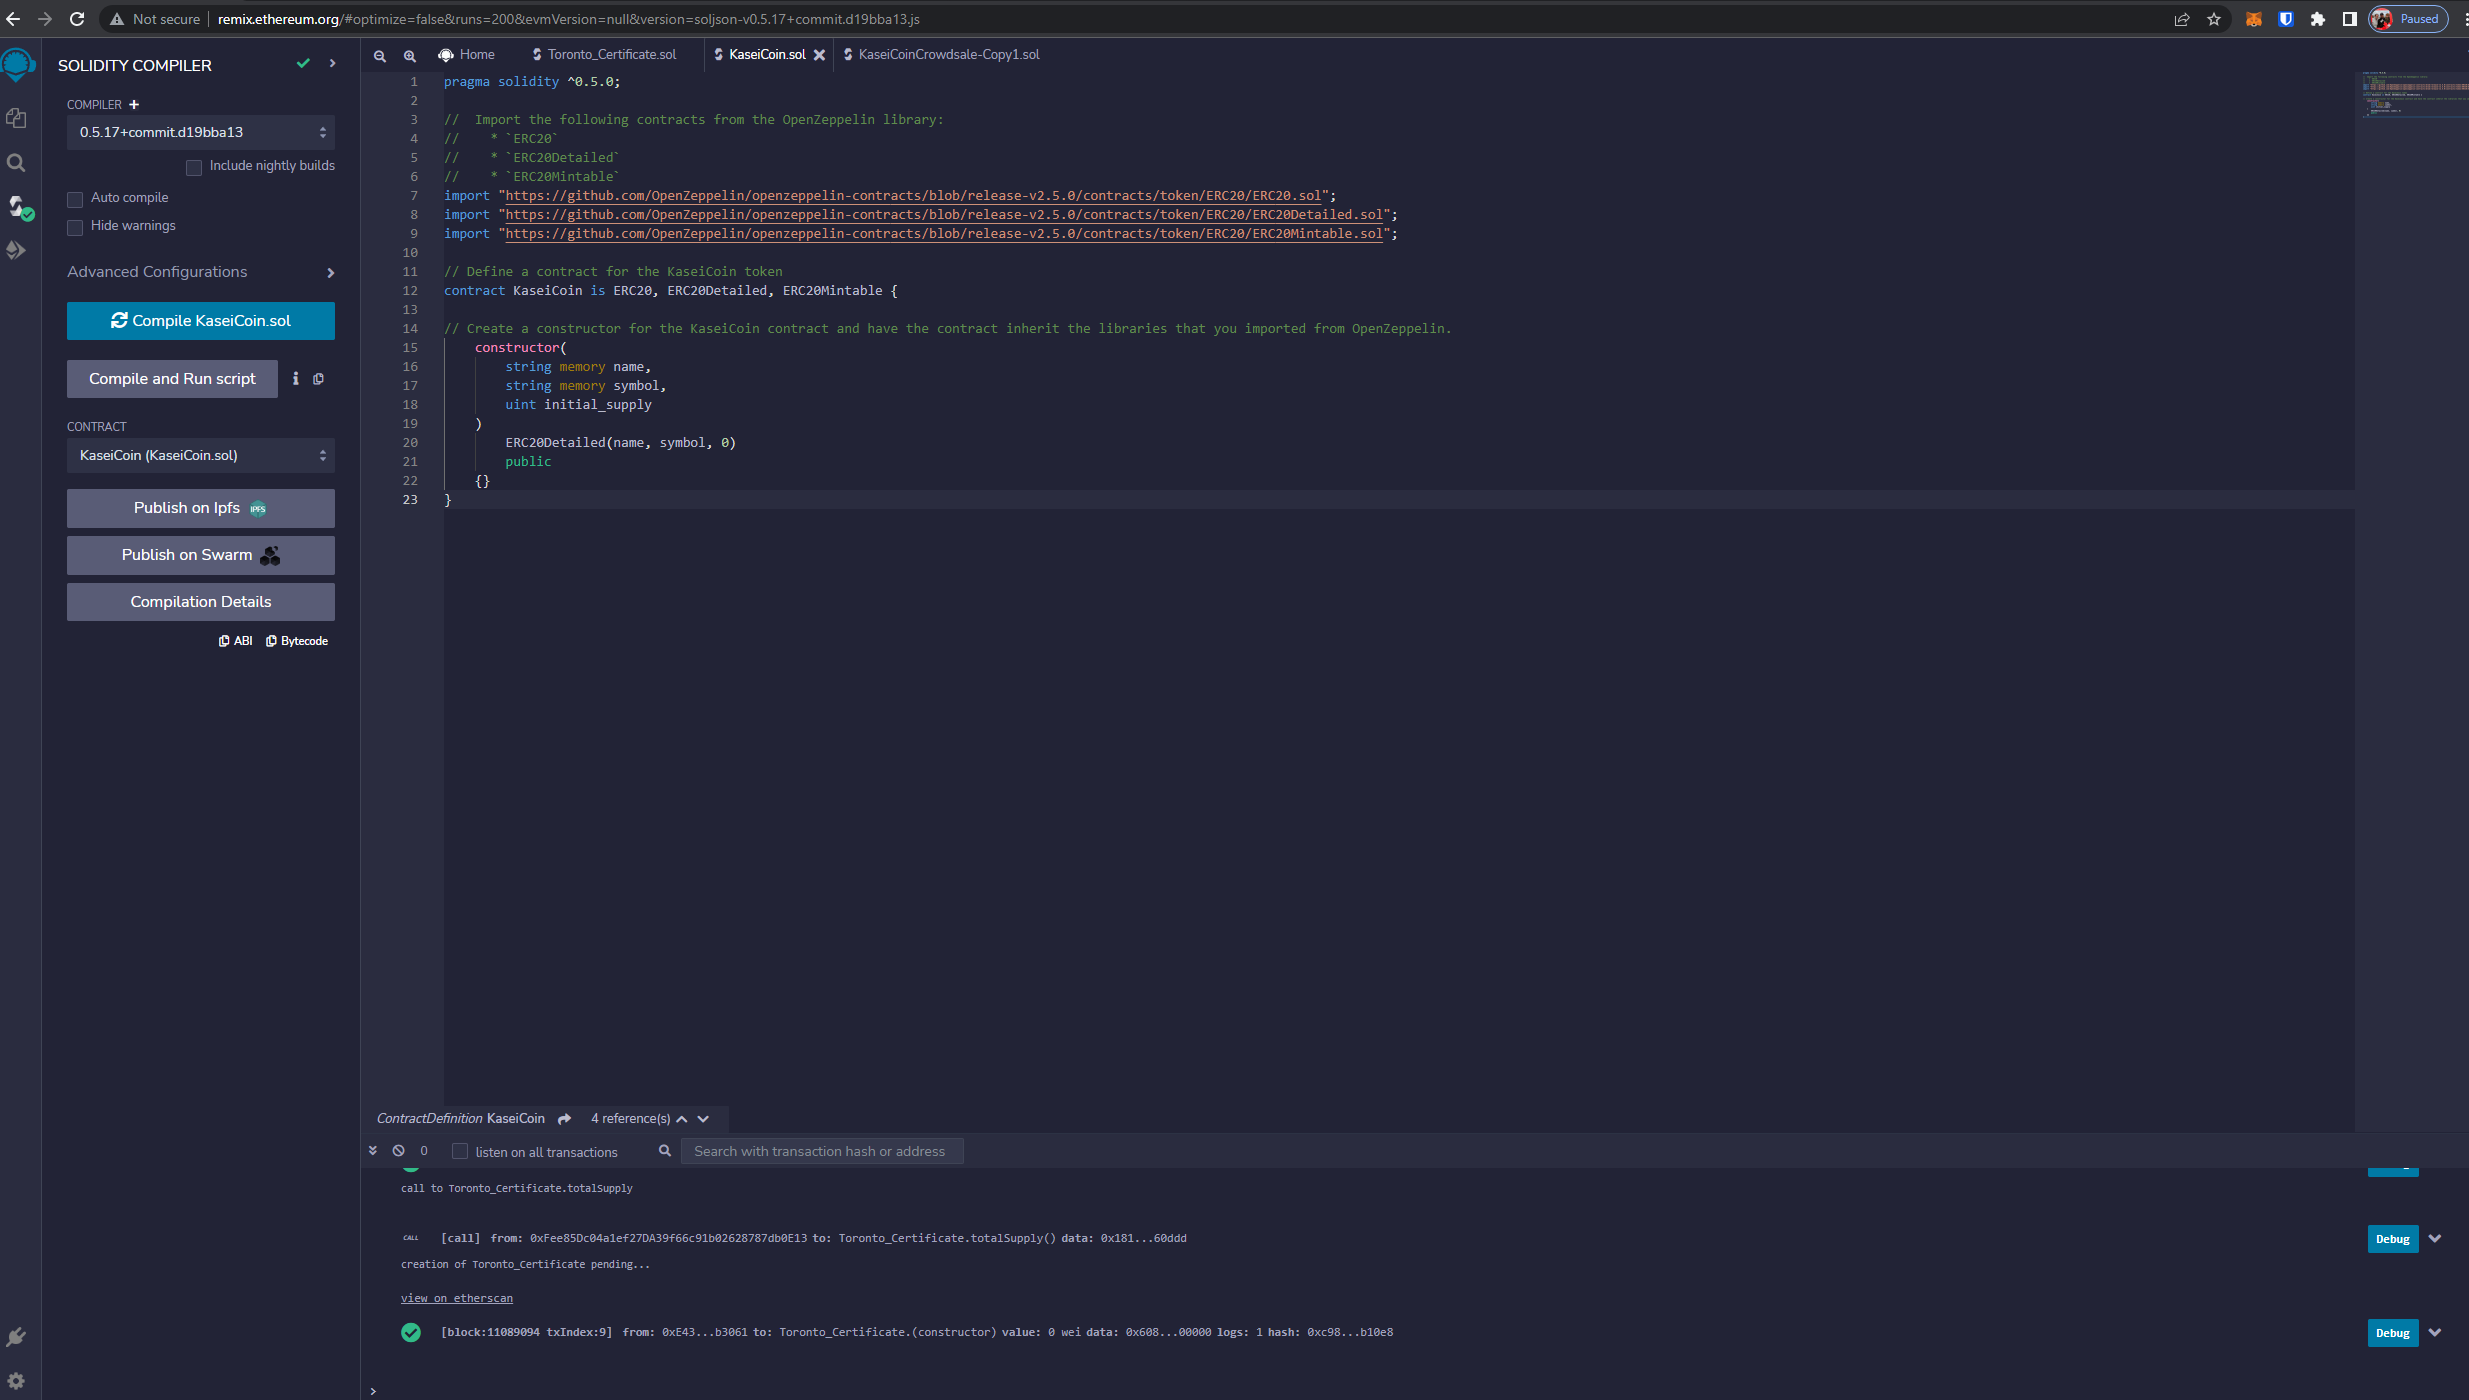 Not secure | remix.ethereum.org/#optimize=false&runs=200&evmVersion=null&version=soljson-v0.5.17+commit.d19bba13.js
Paused
SOLIDITY COMPILER
COMPILER
0.5.17+commit.d19bba13
Include nightly builds
Auto compile
Hide warnings
Advanced Configurations
Compile KaseiCoin.sol
Compile and Run script
CONTRACT
KaseiCoin (KaseiCoin.sol)
Publish on Ipfs IPFS
Publish on Swarm
Compilation Details
ABI Bytecode
Home Toronto_Certificate.sol KaseiCoin.sol KaseiCoinCrowdsale-Copy1.sol
1 pragma solidity ^0.5.0;
2
3 //  Import the following contracts from the OpenZeppelin library:
4 //    * `ERC20`
5 //    * `ERC20Detailed`
6 //    * `ERC20Mintable`
7 import "https://github.com/OpenZeppelin/openzeppelin-contracts/blob/release-v2.5.0/contracts/token/ERC20/ERC20.sol";
8 import "https://github.com/OpenZeppelin/openzeppelin-contracts/blob/release-v2.5.0/contracts/token/ERC20/ERC20Detailed.sol";
9 import "https://github.com/OpenZeppelin/openzeppelin-contracts/blob/release-v2.5.0/contracts/token/ERC20/ERC20Mintable.sol";
10
11 // Define a contract for the KaseiCoin token
12 contract KaseiCoin is ERC20, ERC20Detailed, ERC20Mintable {
13
14 // Create a constructor for the KaseiCoin contract and have the contract inherit the libraries that you imported from OpenZeppelin.
15     constructor(
16         string memory name,
17         string memory symbol,
18         uint initial_supply
19     )
20         ERC20Detailed(name, symbol, 0)
21         public
22     {}
23 }
ContractDefinition KaseiCoin 4 reference(s)
0 listen on all transactions Search with transaction hash or address
call to Toronto_Certificate.totalSupply
CALL [call] from: 0xFee85Dc04a1ef27DA39f66c91b02628787db0E13 to: Toronto_Certificate.totalSupply() data: 0x181...60ddd Debug
creation of Toronto_Certificate pending...
view on etherscan
[block:11089094 txIndex:9] from: 0xE43...b3061 to: Toronto_Certificate.(constructor) value: 0 wei data: 0x608...00000 logs: 1 hash: 0xc98...b10e8 Debug
>